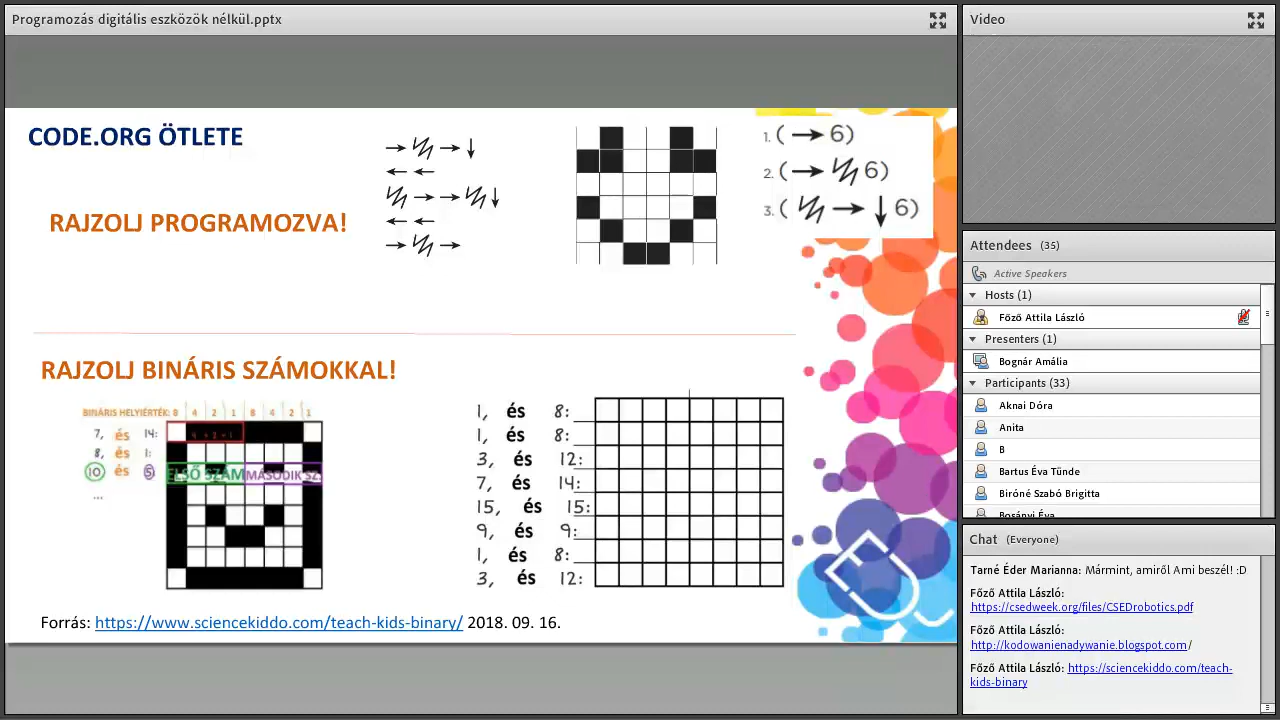 Programozás digitális eszközök nélkül.pptx
CODE.ORG ÖTLETE
RAJZOLJ PROGRAMOZVA!
1. ( → 6)
2. ( → 6)
3. ( → ↓ 6)
RAJZOLJ BINÁRIS SZÁMOKKAL!
BINÁRIS HELYIÉRTÉK: 8 4 2 1 8 4 2 1
7, és 14:
4 + 2 + 1
8, és 1:
10 és 5
ELSŐ SZÁM MÁSODIK SZ.
...
1, és 8:
1, és 8:
3, és 12:
7, és 14:
15, és 15:
9, és 9:
1, és 8:
3, és 12:
Forrás: https://www.sciencekiddo.com/teach-kids-binary/ 2018. 09. 16.
Video
Attendees (35)
Active Speakers
Hosts (1)
Főző Attila László
Presenters (1)
Bognár Amália
Participants (33)
Aknai Dóra
Anita
B
Bartus Éva Tünde
Biróné Szabó Brigitta
Bosányi Éva
Chat (Everyone)
Tarné Éder Marianna: Mármint, amiről Ami beszél! :D
Főző Attila László:
https://csedweek.org/files/CSEDrobotics.pdf
Főző Attila László:
http://kodowanienadywanie.blogspot.com/
Főző Attila László: https://sciencekiddo.com/teach-
kids-binary